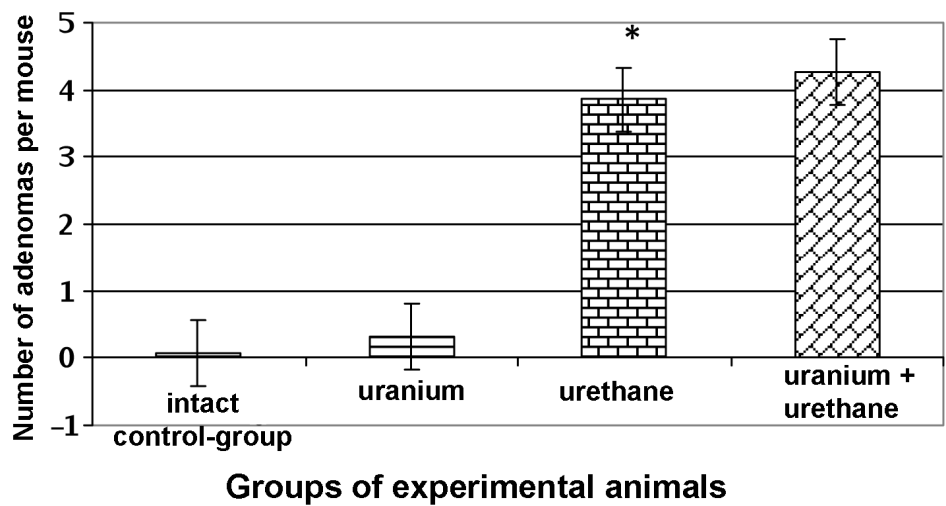 Number of adenomas per mouse
5
4
3
2
1
0
–1
*
intact
control-group
uranium
urethane
uranium +
urethane
Groups of experimental animals